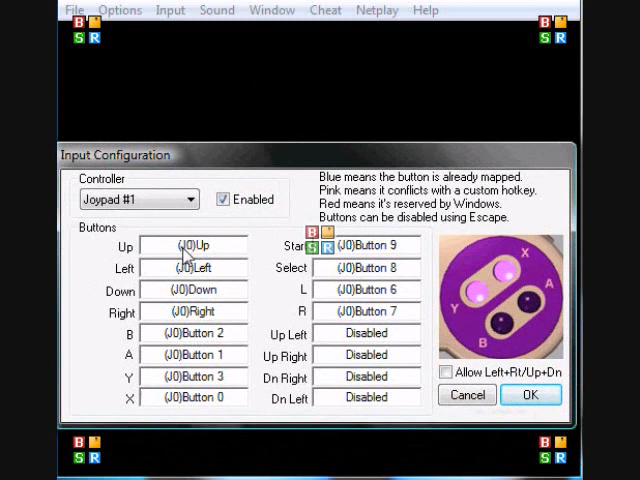 File Options Input Sound Window Cheat Netplay Help
B
S R
B
S R
Input Configuration
Controller
Joypad #1
Enabled
Blue means the button is already mapped.
Pink means it's conflicts with a custom hotkey.
Red means it's reserved by Windows.
Buttons can be disabled using Escape.
Buttons
Up (J0)Up
Left (J0)Left
Down (J0)Down
Right (J0)Right
B (J0)Button 2
A (J0)Button 1
Y (J0)Button 3
X (J0)Button 0
B
S R
Star (J0)Button 9
Select (J0)Button 8
L (J0)Button 6
R (J0)Button 7
Up Left Disabled
Up Right Disabled
Dn Right Disabled
Dn Left Disabled
X
A
Y
B
Allow Left+Rt/Up+Dn
Cancel OK
B
S R
B
S R